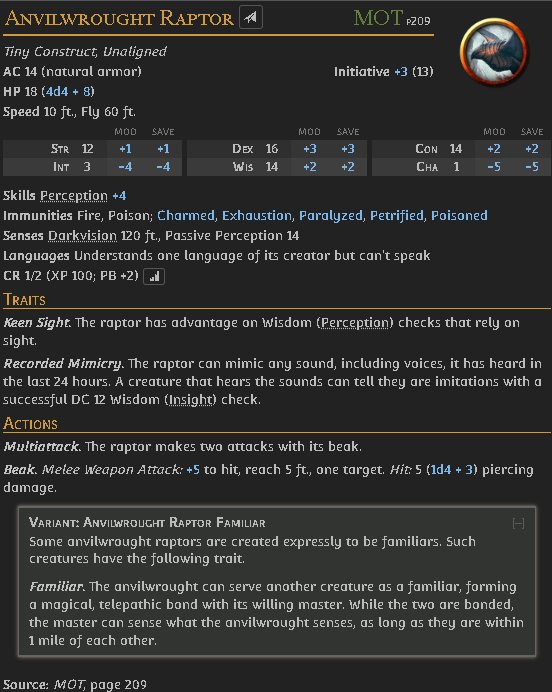 Anvilwrought Raptor MOT p209
Tiny Construct, Unaligned
AC 14 (natural armor) Initiative +3 (13)
HP 18 (4d4 + 8)
Speed 10 ft., Fly 60 ft.
MOD SAVE MOD SAVE MOD SAVE
Str 12 +1 +1 Dex 16 +3 +3 Con 14 +2 +2
Int 3 −4 −4 Wis 14 +2 +2 Cha 1 −5 −5
Skills Perception +4
Immunities Fire, Poison; Charmed, Exhaustion, Paralyzed, Petrified, Poisoned
Senses Darkvision 120 ft., Passive Perception 14
Languages Understands one language of its creator but can't speak
CR 1/2 (XP 100; PB +2)
Traits
Keen Sight. The raptor has advantage on Wisdom (Perception) checks that rely on
sight.
Recorded Mimicry. The raptor can mimic any sound, including voices, it has heard in
the last 24 hours. A creature that hears the sounds can tell they are imitations with a
successful DC 12 Wisdom (Insight) check.
Actions
Multiattack. The raptor makes two attacks with its beak.
Beak. Melee Weapon Attack: +5 to hit, reach 5 ft., one target. Hit: 5 (1d4 + 3) piercing
damage.
Variant: Anvilwrought Raptor Familiar [–]
Some anvilwrought raptors are created expressly to be familiars. Such
creatures have the following trait.
Familiar. The anvilwrought can serve another creature as a familiar, forming
a magical, telepathic bond with its willing master. While the two are bonded,
the master can sense what the anvilwrought senses, as long as they are within
1 mile of each other.
Source: MOT, page 209